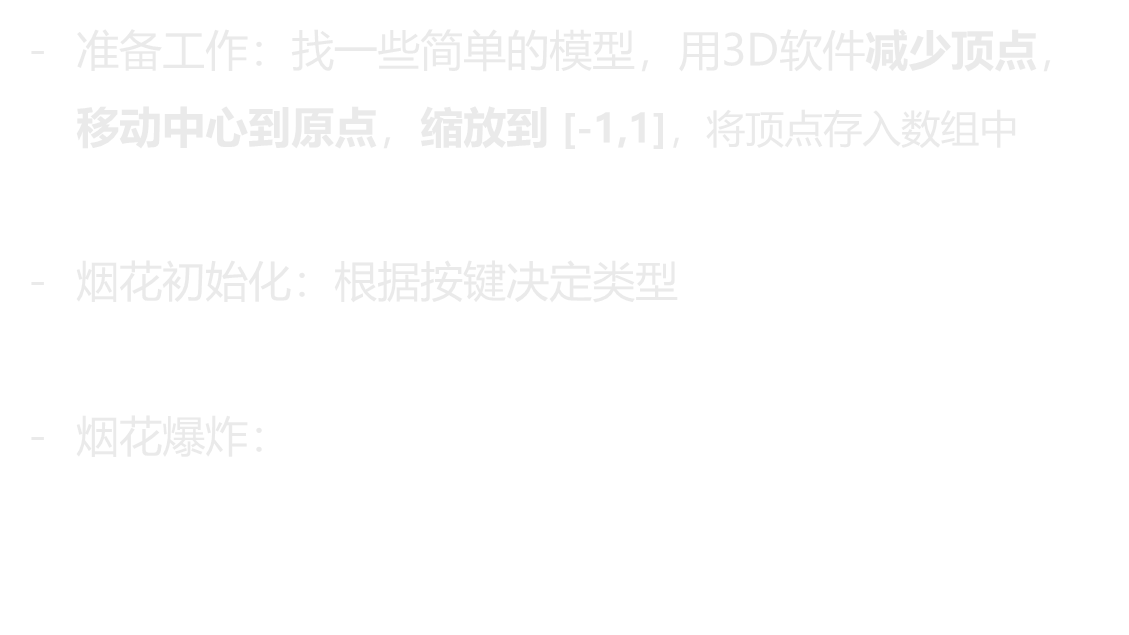 - 准备工作：找一些简单的模型，用3D软件减少顶点，
移动中心到原点，缩放到 [-1,1]，将顶点存入数组中
- 烟花初始化：根据按键决定类型
- 烟花爆炸：